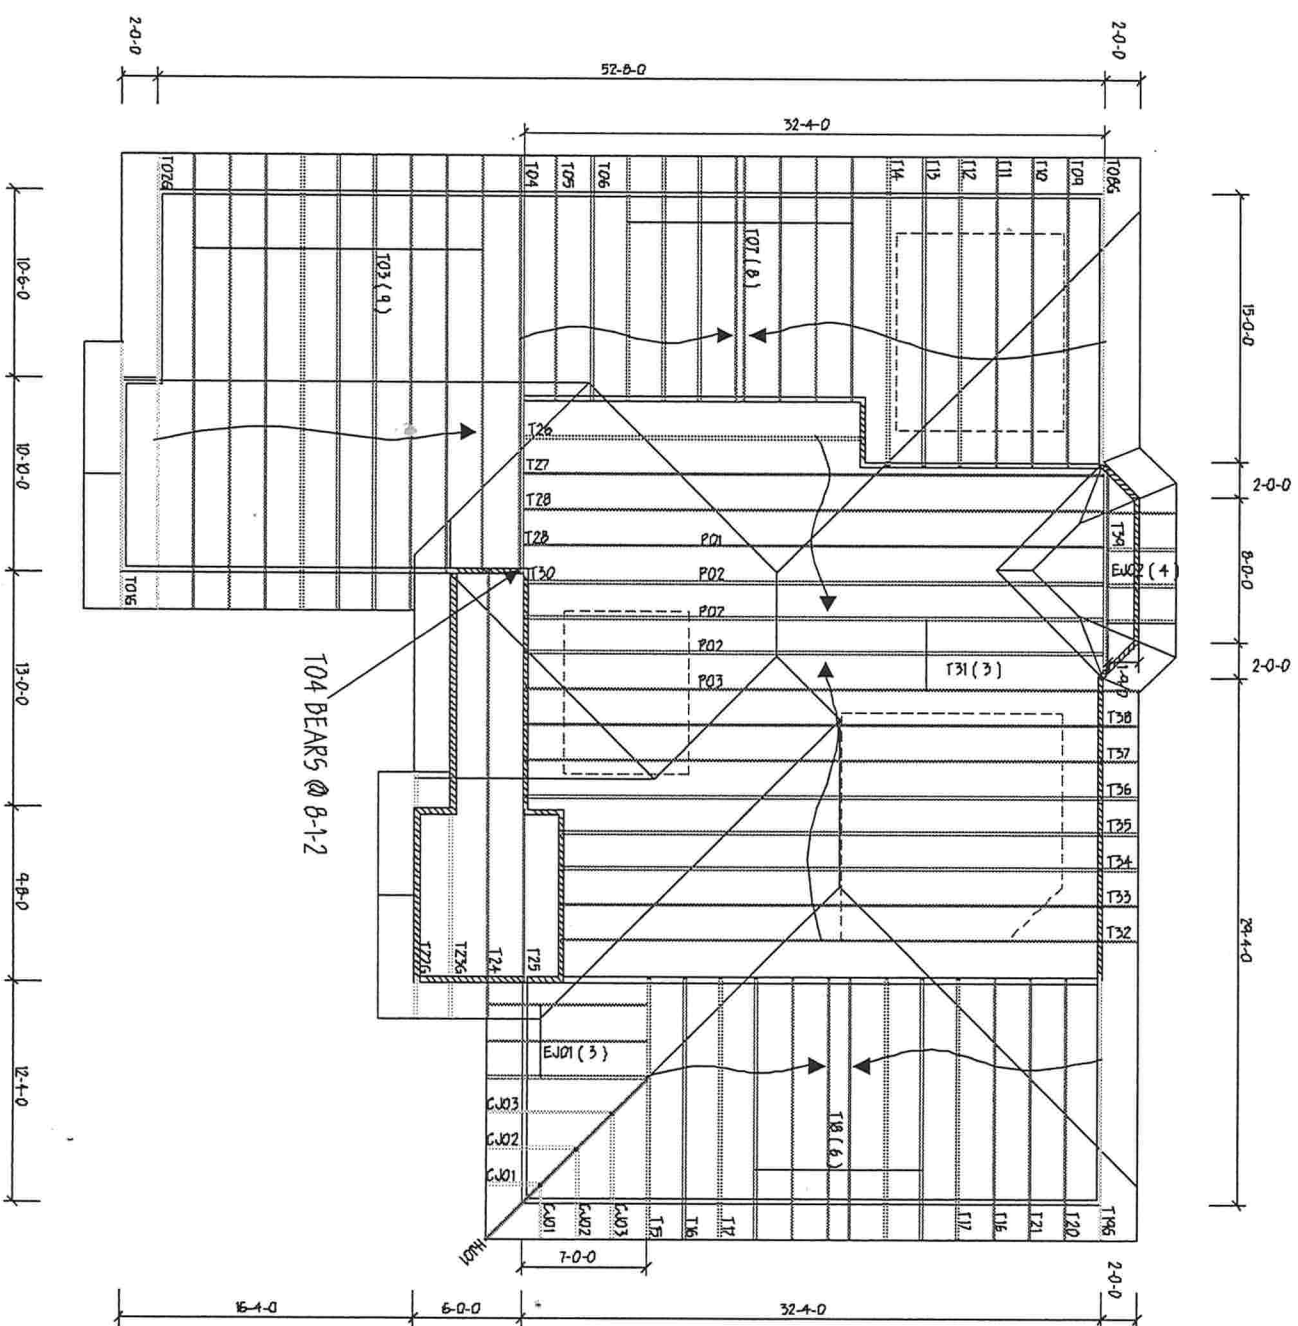 2-0-0
2-0-0
52-8-0
32-4-0
T02G
T04
T05
T06
T14
T13
T12
T11
T10
T09
T08G
10-6-0
T03 ( 9 )
T07 ( 8 )
15-0-0
10-10-0
T26
T27
T28
T28
P01
T30
P02
P02
P02
P03
T31 ( 3 )
T39
EJ02 ( 4 )
2-0-0
8-0-0
2-0-0
1-9-0
T01G
13-0-0
T04 BEARS @ 8-1-2
T38
T37
T36
T35
T34
T33
T32
4-8-0
T22G
T23G
T24
T25
29-4-0
EJ01 ( 3 )
12-4-0
CJ03
CJ02
CJ01
T18 ( 6 )
HJ01
CJ01
CJ02
CJ03
T15
T16
T17
T17
T16
T21
T20
T19G
7-0-0
2-0-0
16-4-0
6-0-0
32-4-0